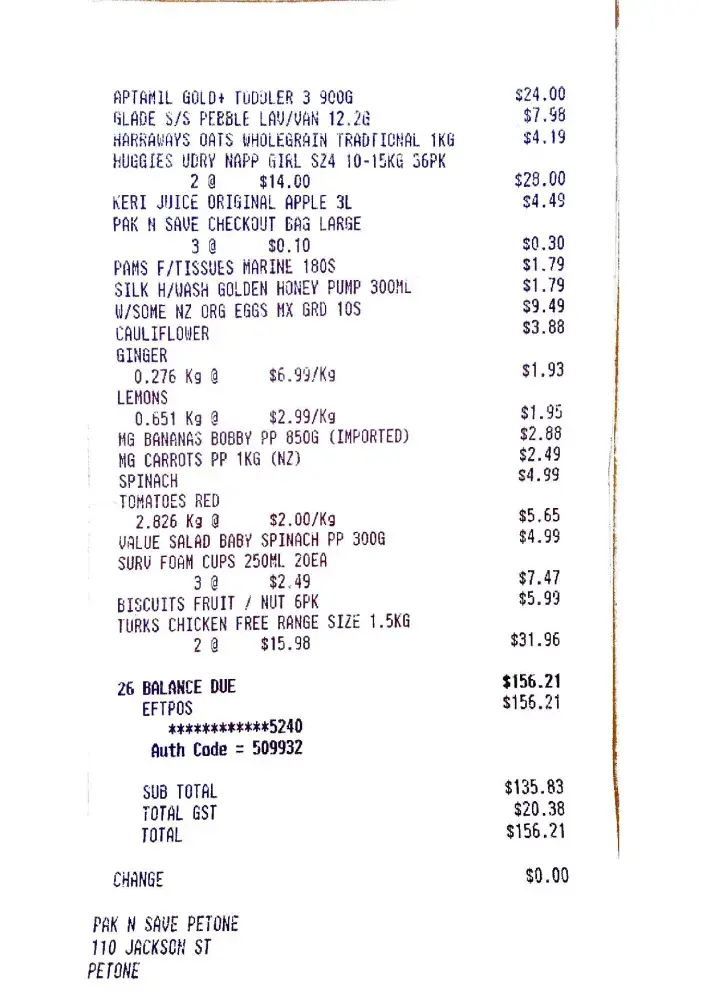 APTAMIL GOLD+ TODDLER 3 900G $24.00
GLADE S/S PEBBLE LAV/VAN 12.2G $7.98
HARRAWAYS OATS WHOLEGRAIN TRADITIONAL 1KG $4.19
HUGGIES UDRY NAPP GIRL S24 10-15KG 36PK
2 @ $14.00 $28.00
KERI JUICE ORIGINAL APPLE 3L $4.49
PAK N SAVE CHECKOUT BAG LARGE
3 @ $0.10 $0.30
PAMS F/TISSUES MARINE 180S $1.79
SILK H/WASH GOLDEN HONEY PUMP 300ML $1.79
W/SOME NZ ORG EGGS MX GRD 10S $9.49
CAULIFLOWER $3.88
GINGER
0.276 Kg @ $6.99/Kg $1.93
LEMONS
0.651 Kg @ $2.99/Kg $1.95
MG BANANAS BOBBY PP 850G (IMPORTED) $2.88
MG CARROTS PP 1KG (NZ) $2.49
SPINACH $4.99
TOMATOES RED
2.826 Kg @ $2.00/Kg $5.65
VALUE SALAD BABY SPINACH PP 300G $4.99
SURV FOAM CUPS 250ML 20EA
3 @ $2.49 $7.47
BISCUITS FRUIT / NUT 6PK $5.99
TURKS CHICKEN FREE RANGE SIZE 1.5KG
2 @ $15.98 $31.96
26 BALANCE DUE $156.21
EFTPOS $156.21
************5240
Auth Code = 509932
SUB TOTAL $135.83
TOTAL GST $20.38
TOTAL $156.21
CHANGE $0.00
PAK N SAVE PETONE
110 JACKSON ST
PETONE